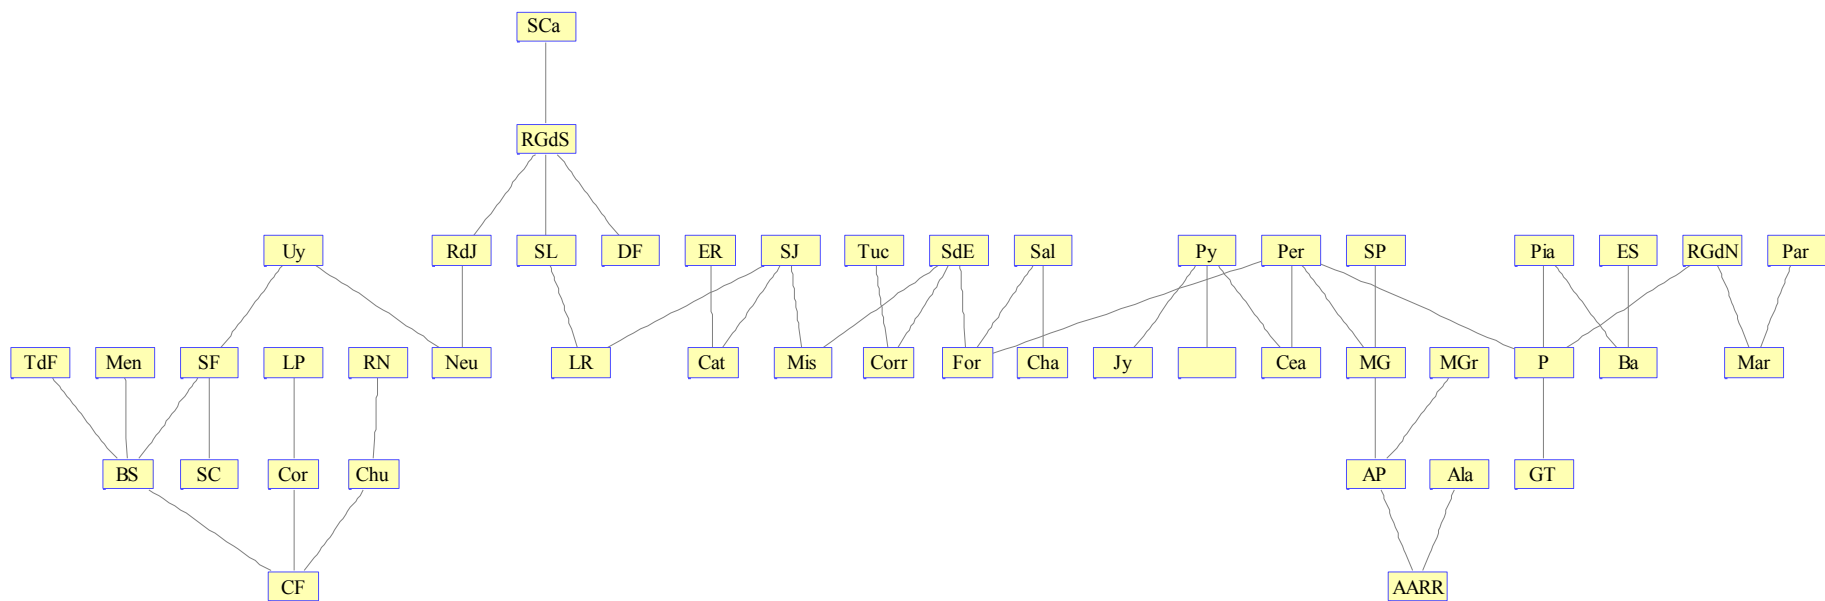 SCa
RGdS
Uy RdJ SL DF ER SJ Tuc SdE Sal Py Per SP Pia ES RGdN Par
TdF Men SF LP RN Neu LR Cat Mis Corr For Cha Jy Cea MG MGr P Ba Mar
BS SC Cor Chu AP Ala GT
CF AARR